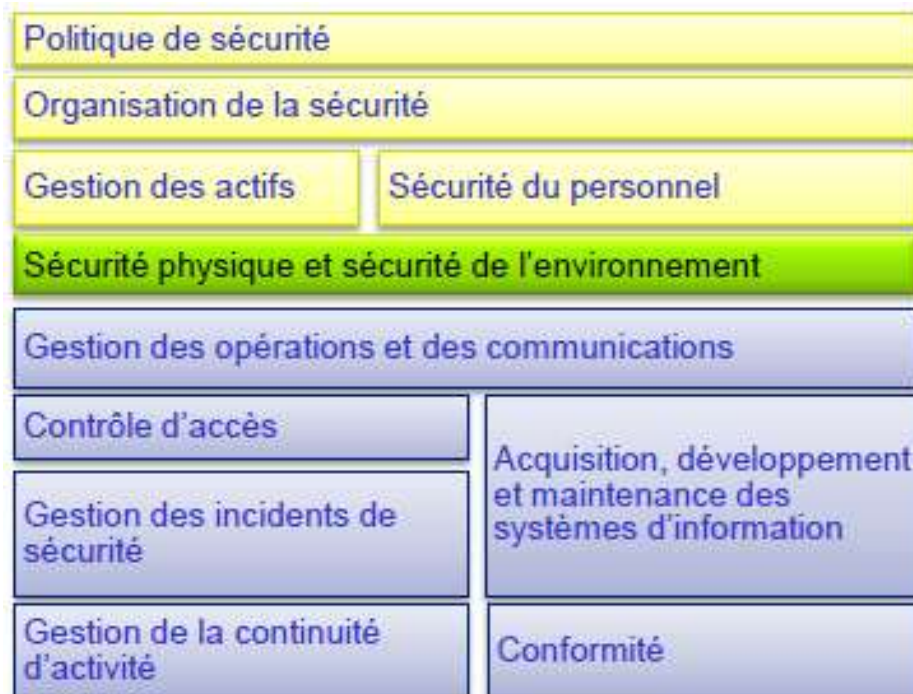 Politique de sécurité
Organisation de la sécurité
Gestion des actifs
Sécurité du personnel
Sécurité physique et sécurité de l'environnement
Gestion des opérations et des communications
Contrôle d'accès
Acquisition, développement
et maintenance des
systèmes d'information
Gestion des incidents de
sécurité
Gestion de la continuité
d'activité
Conformité